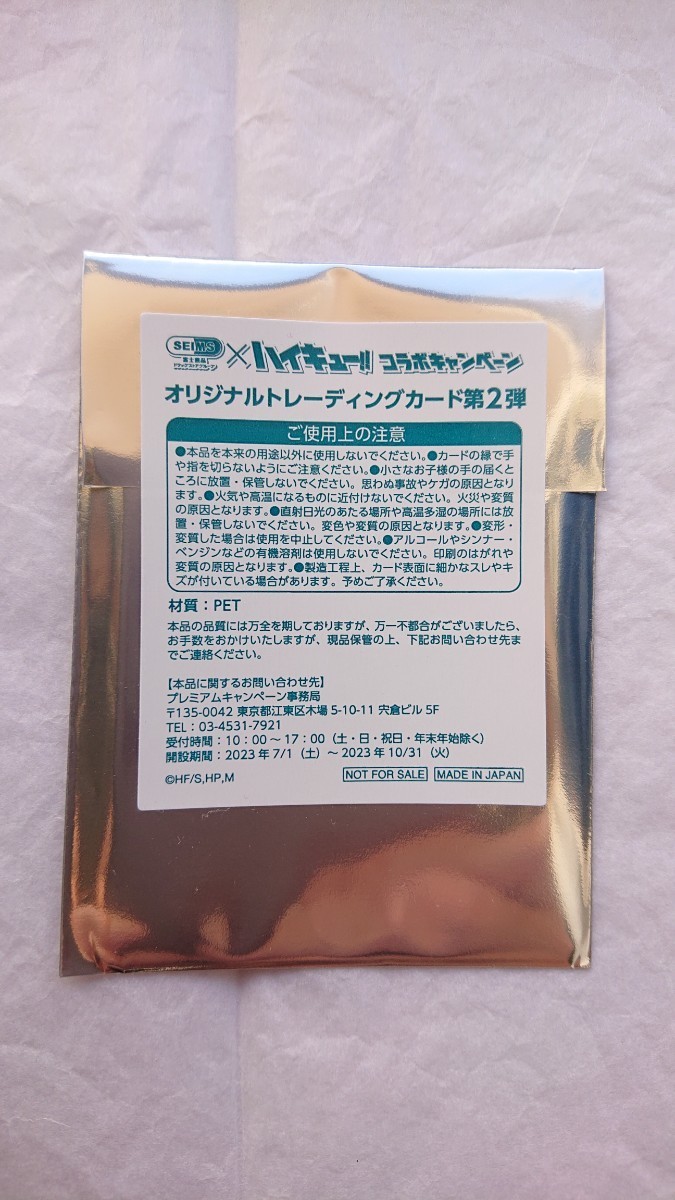 SEIMS
富士薬品
ドラッグストアグループ
×ハイキュー!! コラボキャンペーン
オリジナルトレーディングカード第2弾
ご使用上の注意
●本品を本来の用途以外に使用しないでください。●カードの縁で手
や指を切らないようにご注意ください。●小さなお子様の手の届くと
ころに放置・保管しないでください。思わぬ事故やケガの原因となり
ます。●火気や高温になるものに近付けないでください。火災や変質
の原因となります。●直射日光のあたる場所や高温多湿の場所には放
置・保管しないでください。変色や変質の原因となります。●変形・
変質した場合は使用を中止してください。●アルコールやシンナー・
ベンジンなどの有機溶剤は使用しないでください。印刷のはがれや
変質の原因となります。●製造工程上、カード表面に細かなスレやキ
ズが付いている場合があります。予めご了承ください。
材質：PET
本品の品質には万全を期しておりますが、万一不都合がございましたら、
お手数をおかけいたしますが、現品保管の上、下記お問い合わせ先ま
でご連絡ください。
【本品に関するお問い合わせ先】
プレミアムキャンペーン事務局
〒135-0042 東京都江東区木場 5-10-11 宍倉ビル 5F
TEL：03-4531-7921
受付時間：10：00 ～ 17：00（土・日・祝日・年末年始除く）
開設期間：2023 年 7/1（土）～ 2023 年 10/31（火）
©HF/S,HP,M
NOT FOR SALE
MADE IN JAPAN